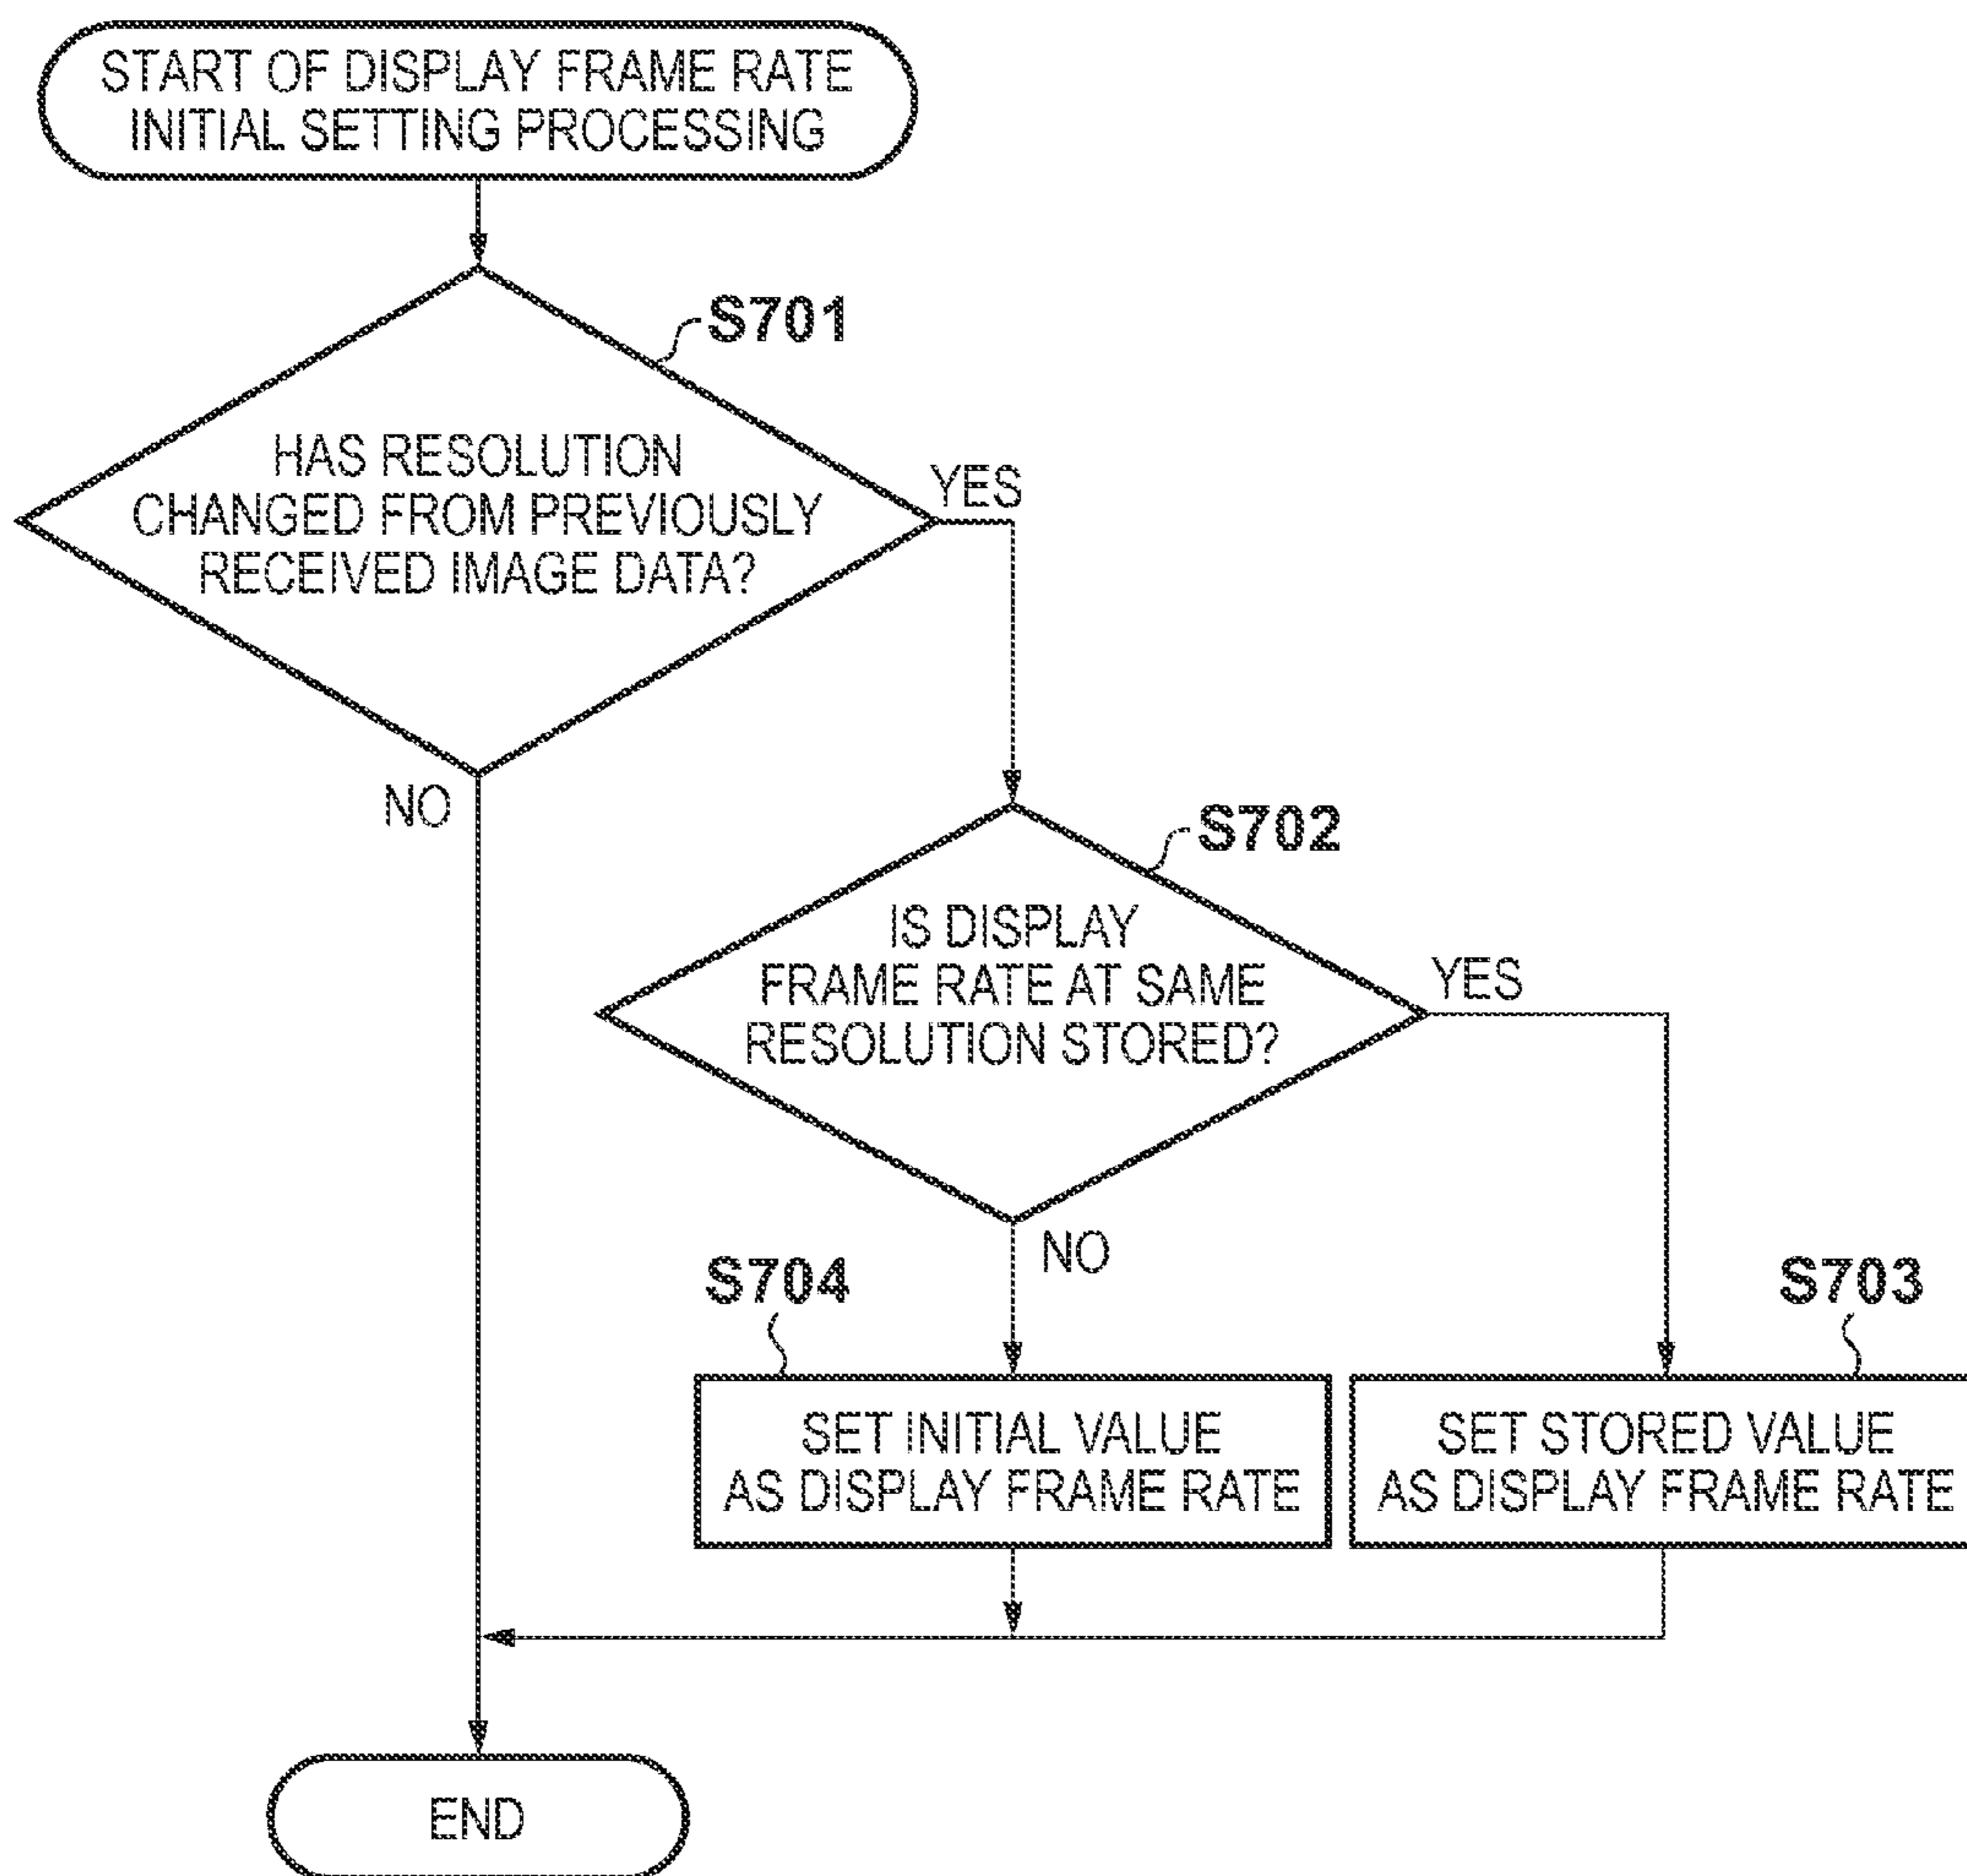 START OF DISPLAY FRAME RATE
INITIAL SETTING PROCESSING
S701
HAS RESOLUTION
CHANGED FROM PREVIOUSLY
RECEIVED IMAGE DATA?
YES
NO
S702
IS DISPLAY
FRAME RATE AT SAME
RESOLUTION STORED?
YES
NO
S704
S703
SET INITIAL VALUE
AS DISPLAY FRAME RATE
SET STORED VALUE
AS DISPLAY FRAME RATE
END